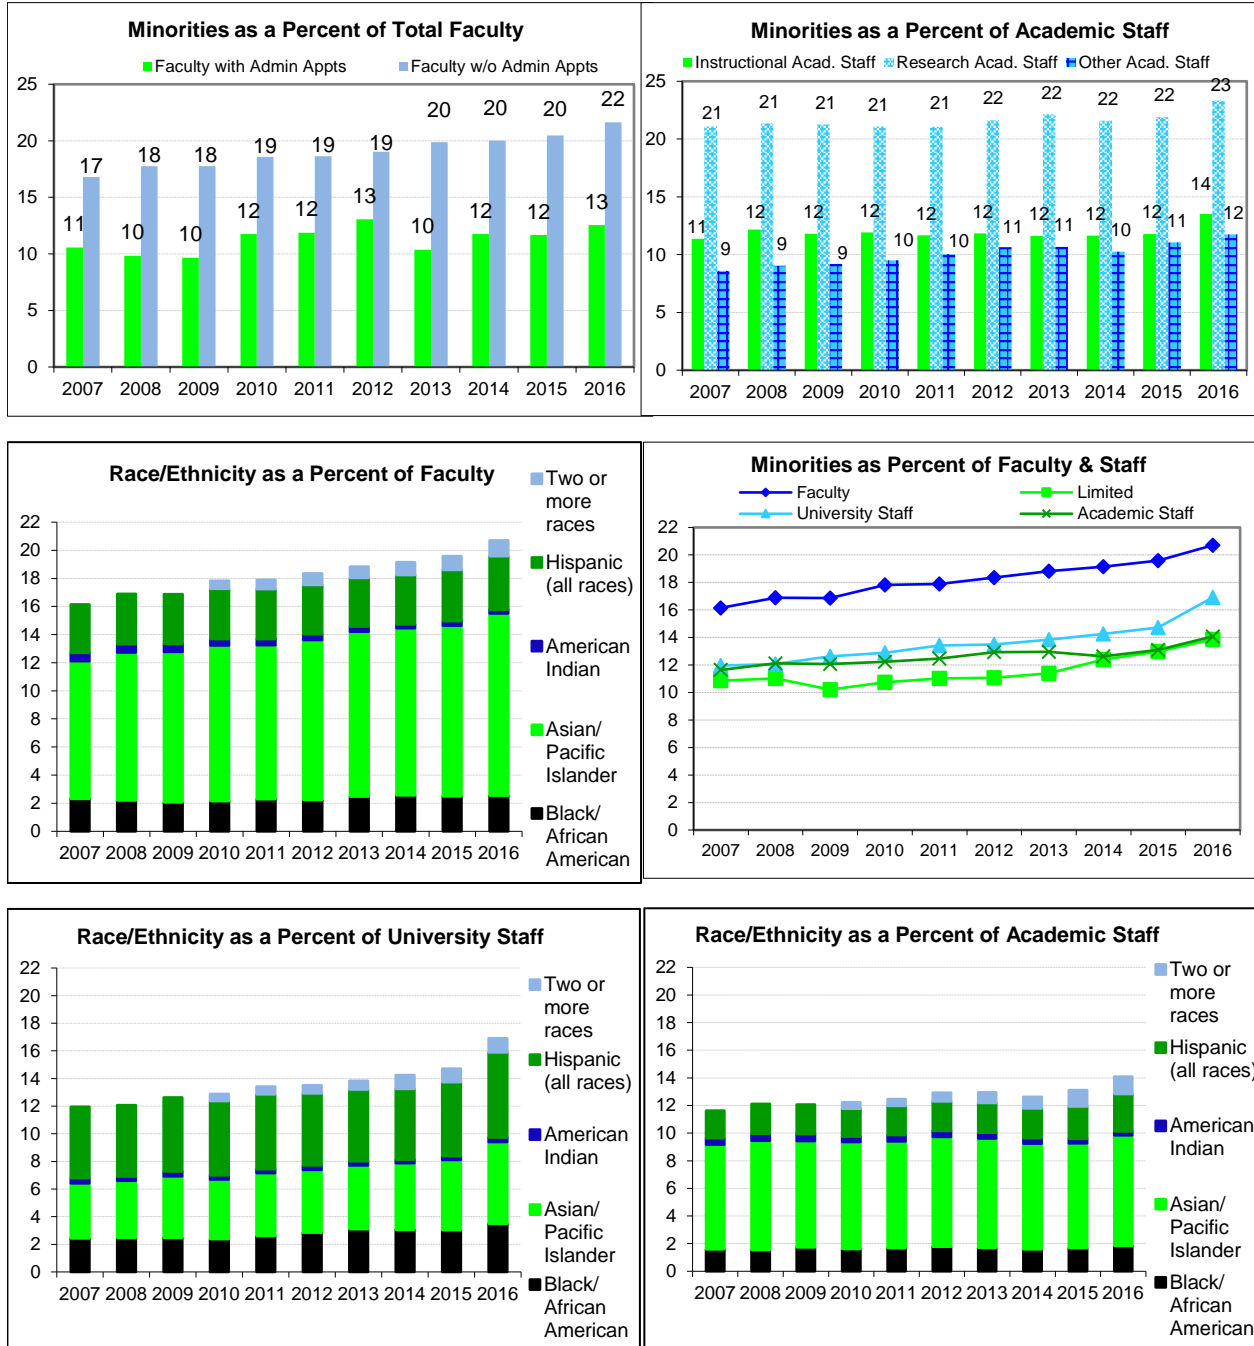 Minorities as a Percent of Total Faculty
Faculty with Admin Appts Faculty w/o Admin Appts
25
20
15
10
5
0
17 18 18 19 19 19 20 20 20 22
11 10 10 12 12 13 10 12 12 13
2007 2008 2009 2010 2011 2012 2013 2014 2015 2016
Minorities as a Percent of Academic Staff
Instructional Acad. Staff Research Acad. Staff Other Acad. Staff
25
20
15
10
5
0
21 21 21 21 21 22 22 22 22 23
11 12 12 12 12 12 12 12 12 14
9 9 9 10 10 11 11 10 11 12
2007 2008 2009 2010 2011 2012 2013 2014 2015 2016
Race/Ethnicity as a Percent of Faculty
22
20
18
16
14
12
10
8
6
4
2
0
2007 2008 2009 2010 2011 2012 2013 2014 2015 2016
Two or
more
races
Hispanic
(all races)
American
Indian
Asian/
Pacific
Islander
Black/
African
American
Minorities as Percent of Faculty & Staff
Faculty Limited
University Staff Academic Staff
22
20
18
16
14
12
10
8
6
4
2
0
2007 2008 2009 2010 2011 2012 2013 2014 2015 2016
Race/Ethnicity as a Percent of University Staff
22
20
18
16
14
12
10
8
6
4
2
0
2007 2008 2009 2010 2011 2012 2013 2014 2015 2016
Two or
more
races
Hispanic
(all races)
American
Indian
Asian/
Pacific
Islander
Black/
African
American
Race/Ethnicity as a Percent of Academic Staff
22
20
18
16
14
12
10
8
6
4
2
0
2007 2008 2009 2010 2011 2012 2013 2014 2015 2016
Two or
more
races
Hispanic
(all races)
American
Indian
Asian/
Pacific
Islander
Black/
African
American